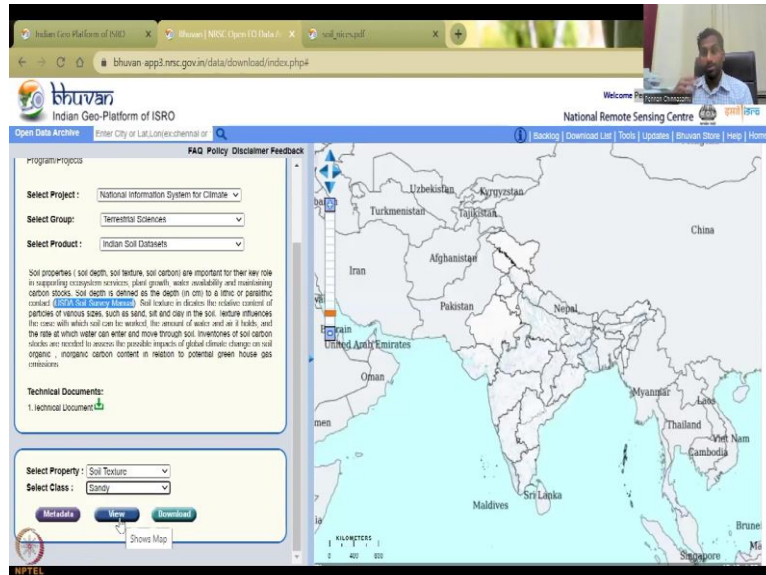 Indian Geo Platform of ISRO X
Bhuvan | NRSC Open EO Data A X
soil_nices.pdf X
bhuvan-app3.nrsc.gov.in/data/download/index.php#
Welcome Pe
Ponnan Chinnasamy
bhuvan
Indian Geo-Platform of ISRO
National Remote Sensing Centre
Open Data Archive
Enter City or Lat,Lon(ex:chennai or
| Backlog | Download List | Tools | Updates | Bhuvan Store | Help | Home
FAQ Policy Disclaimer Feedback
Program/Projects
Select Project : National Information System for Climate
Select Group: Terrestrial Sciences
Select Product : Indian Soil Datasets
Soil properties ( soil depth, soil texture, soil carbon) are important for their key role
in supporting ecosystem services, plant growth, water availability and maintaining
carbon stocks. Soil depth is defined as the depth (in cm) to a lithic or paralithic
contact (USDA Soil Survey Manual). Soil texture indicates the relative content of
particles of various sizes, such as sand, silt and clay in the soil. Texture influences
the ease with which soil can be worked, the amount of water and air it holds, and
the rate at which water can enter and move through soil. Inventories of soil carbon
stocks are needed to assess the possible impacts of global climate change on soil
organic , inorganic carbon content in relation to potential green house gas
emissions.
Technical Documents:
1. Technical Document
Select Property : Soil Texture
Select Class : Sandy
Metadata View Download
Shows Map
NPTEL
Uzbekistan
Kyrgyzstan
Turkmenistan
Tajikistan
China
Afghanistan
Iran
Pakistan
Nepal
Bahrain
United Arab Emirates
Oman
Myanmar
Laos
Thailand
Viet Nam
Cambodia
men
Sri Lanka
Maldives
Brune
KILOMETERS
0 400 800
Ma
Singapore